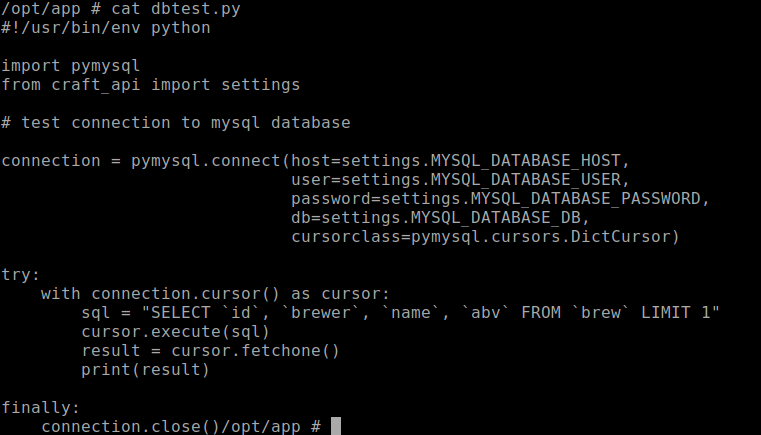 /opt/app # cat dbtest.py
#!/usr/bin/env python

import pymysql
from craft_api import settings

# test connection to mysql database

connection = pymysql.connect(host=settings.MYSQL_DATABASE_HOST,
                             user=settings.MYSQL_DATABASE_USER,
                             password=settings.MYSQL_DATABASE_PASSWORD,
                             db=settings.MYSQL_DATABASE_DB,
                             cursorclass=pymysql.cursors.DictCursor)

try:
    with connection.cursor() as cursor:
        sql = "SELECT `id`, `brewer`, `name`, `abv` FROM `brew` LIMIT 1"
        cursor.execute(sql)
        result = cursor.fetchone()
        print(result)

finally:
    connection.close()/opt/app #